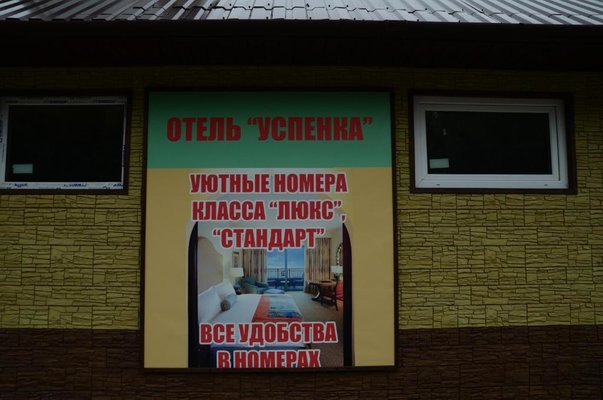 ОТЕЛЬ "УСПЕНКА"
УЮТНЫЕ НОМЕРА
КЛАССА "ЛЮКС",
"СТАНДАРТ"
ВСЕ УДОБСТВА
В НОМЕРАХ